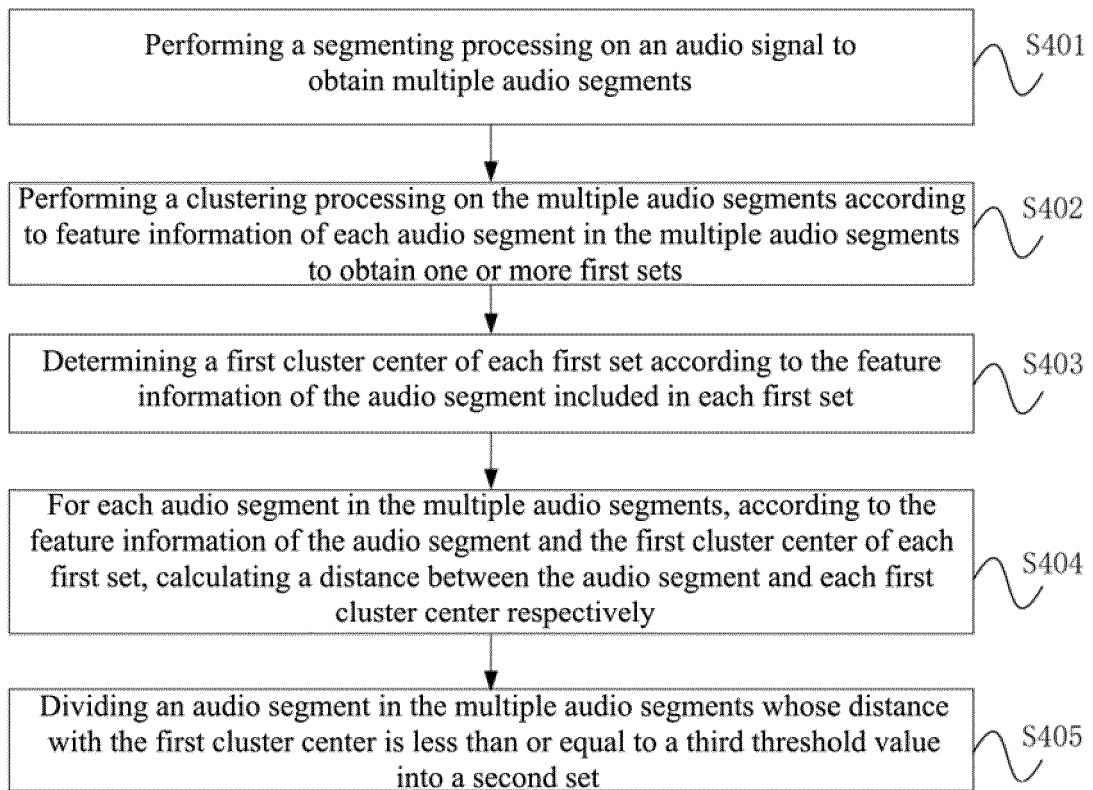 Performing a segmenting processing on an audio signal to
obtain multiple audio segments
S401
Performing a clustering processing on the multiple audio segments according
to feature information of each audio segment in the multiple audio segments
to obtain one or more first sets
S402
Determining a first cluster center of each first set according to the feature
information of the audio segment included in each first set
S403
For each audio segment in the multiple audio segments, according to the
feature information of the audio segment and the first cluster center of each
first set, calculating a distance between the audio segment and each first
cluster center respectively
S404
Dividing an audio segment in the multiple audio segments whose distance
with the first cluster center is less than or equal to a third threshold value
into a second set
S405